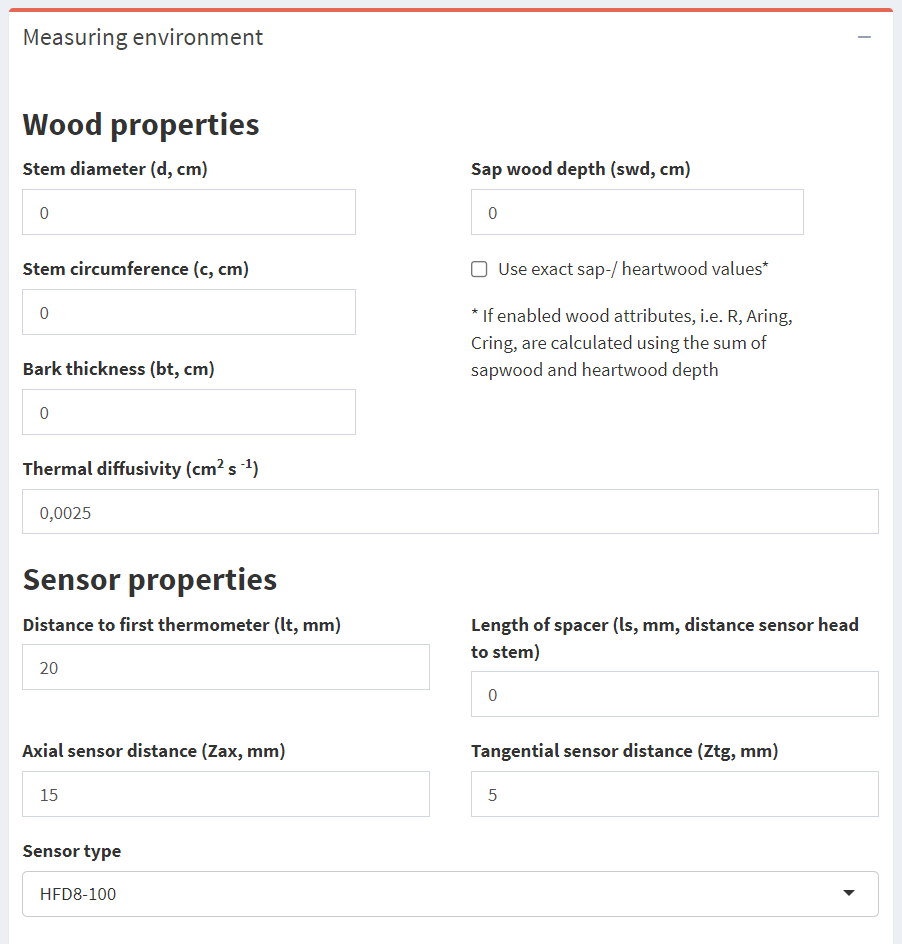 Measuring environment
Wood properties
Stem diameter (d, cm)
0
Sap wood depth (swd, cm)
0
Stem circumference (c, cm)
0
Use exact sap-/ heartwood values*
* If enabled wood attributes, i.e. R, Aring,
Cring, are calculated using the sum of
sapwood and heartwood depth
Bark thickness (bt, cm)
0
Thermal diffusivity (cm² s ⁻¹)
0,0025
Sensor properties
Distance to first thermometer (lt, mm)
20
Length of spacer (ls, mm, distance sensor head
to stem)
0
Axial sensor distance (Zax, mm)
15
Tangential sensor distance (Ztg, mm)
5
Sensor type
HFD8-100